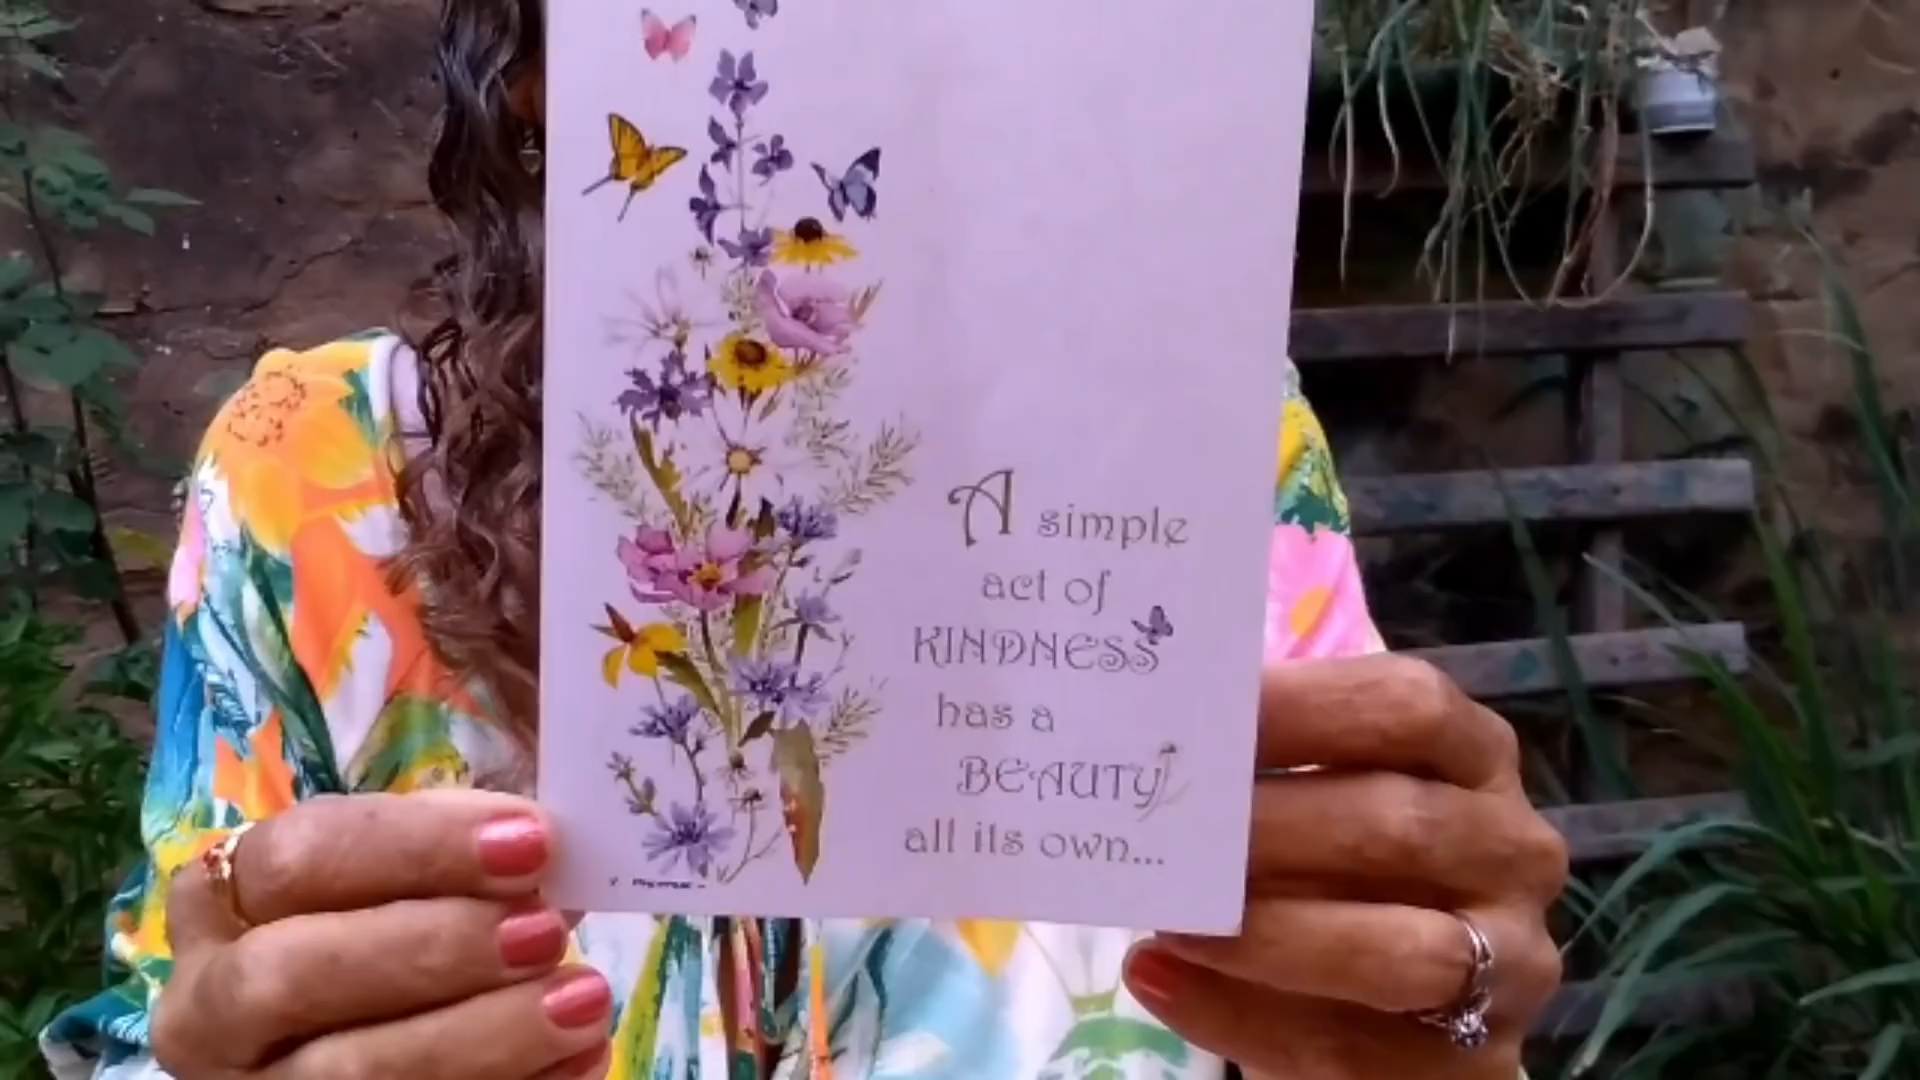 A simple
act of
KINDNESS
has a
BEAUTY
all its own...